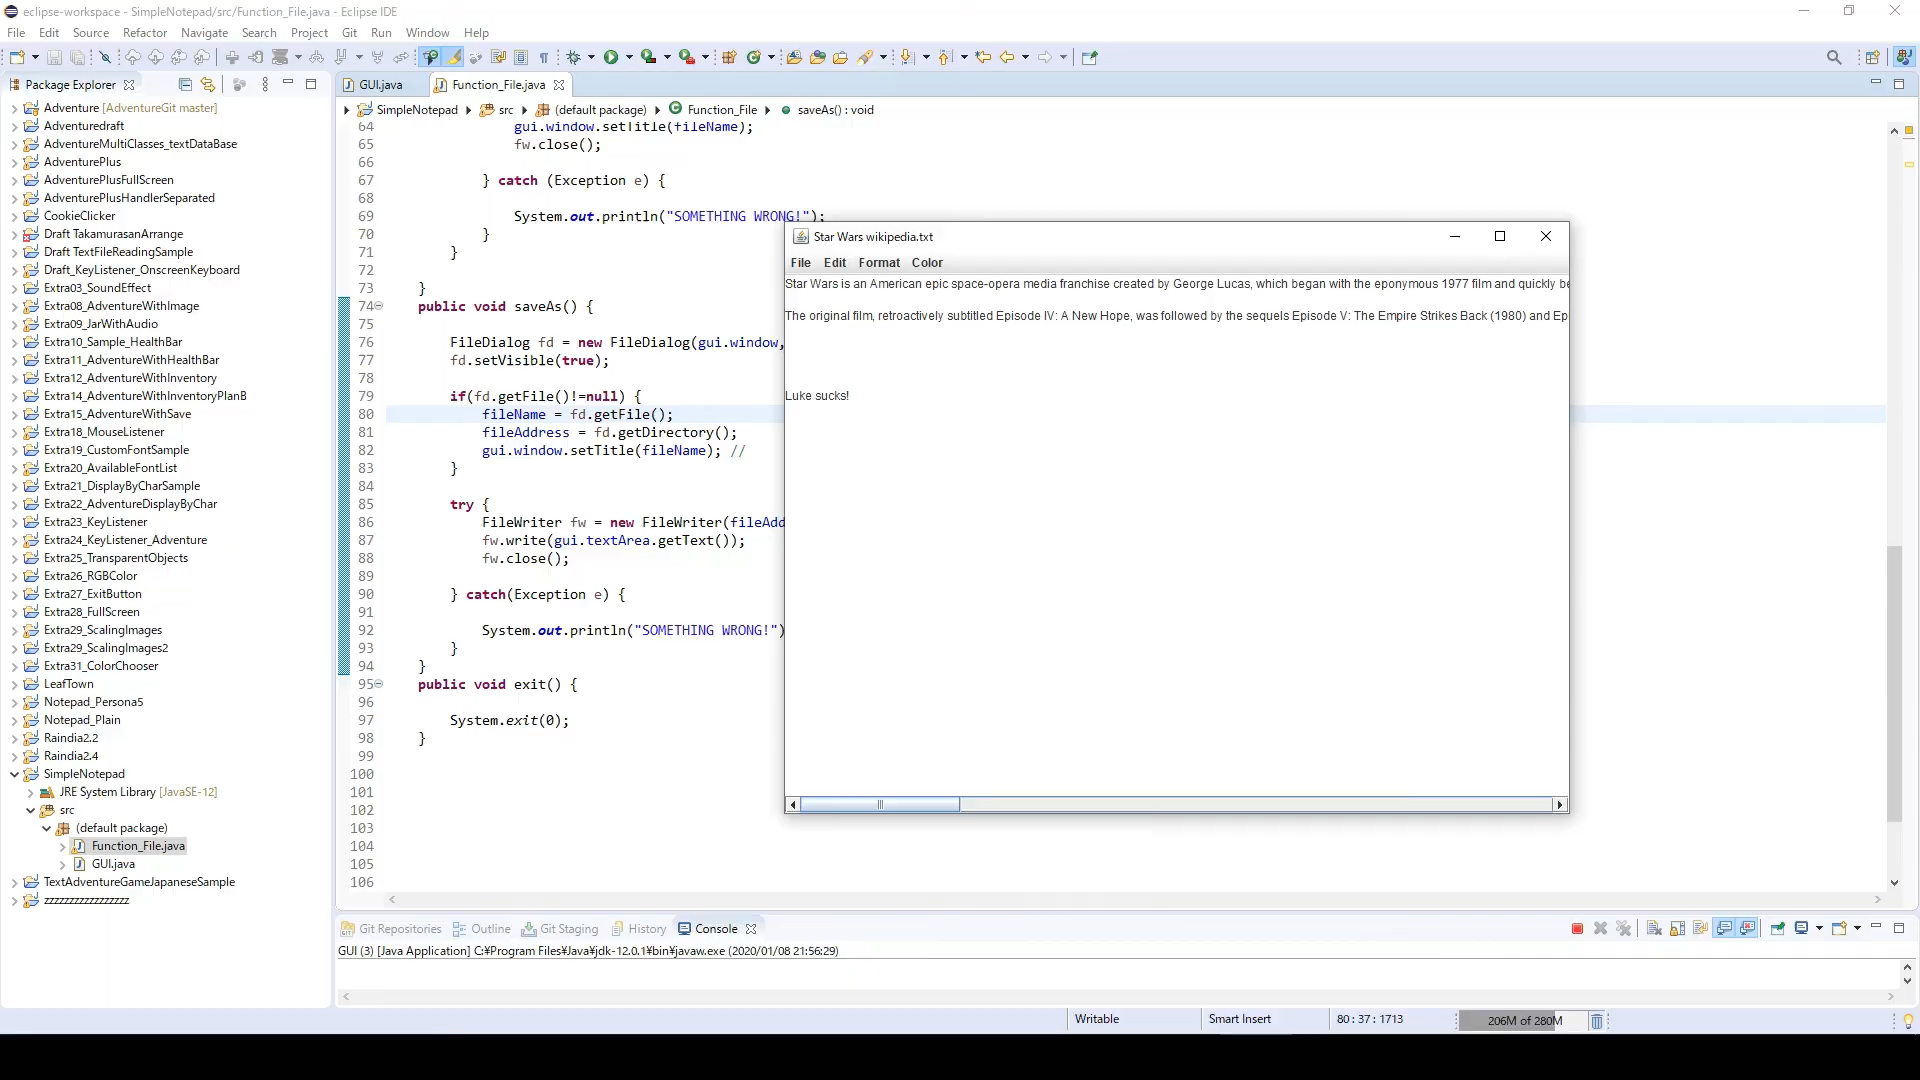 eclipse-workspace - SimpleNotepad/src/Function_File.java - Eclipse IDE
File Edit Source Refactor Navigate Search Project Git Run Window Help
Package Explorer
GUI.java
Function_File.java
SimpleNotepad src (default package) Function_File saveAs() : void
Adventure [AdventureGit master]
Adventuredraft
AdventureMultiClasses_textDataBase
AdventurePlus
AdventurePlusFullScreen
AdventurePlusHandlerSeparated
CookieClicker
Draft TakamurasanArrange
Draft TextFileReadingSample
Draft_KeyListener_OnscreenKeyboard
Extra03_SoundEffect
Extra08_AdventureWithImage
Extra09_JarWithAudio
Extra10_Sample_HealthBar
Extra11_AdventureWithHealthBar
Extra12_AdventureWithInventory
Extra14_AdventureWithInventoryPlanB
Extra15_AdventureWithSave
Extra18_MouseListener
Extra19_CustomFontSample
Extra20_AvailableFontList
Extra21_DisplayByCharSample
Extra22_AdventureDisplayByChar
Extra23_KeyListener
Extra24_KeyListener_Adventure
Extra25_TransparentObjects
Extra26_RGBColor
Extra27_ExitButton
Extra28_FullScreen
Extra29_ScalingImages
Extra29_ScalingImages2
Extra31_ColorChooser
LeafTown
Notepad_Persona5
Notepad_Plain
Raindia2.2
Raindia2.4
SimpleNotepad
JRE System Library [JavaSE-12]
src
(default package)
Function_File.java
GUI.java
TextAdventureGameJapaneseSample
zzzzzzzzzzzzzzzzz
64 gui.window.setTitle(fileName);
65 fw.close();
66
67 } catch (Exception e) {
68
69 System.out.println("SOMETHING WRONG!");
70 }
71 }
72
73 }
74 public void saveAs() {
75
76 FileDialog fd = new FileDialog(gui.window,
77 fd.setVisible(true);
78
79 if(fd.getFile()!=null) {
80 fileName = fd.getFile();
81 fileAddress = fd.getDirectory();
82 gui.window.setTitle(fileName); //
83 }
84
85 try {
86 FileWriter fw = new FileWriter(fileAdd
87 fw.write(gui.textArea.getText());
88 fw.close();
89
90 } catch(Exception e) {
91
92 System.out.println("SOMETHING WRONG!")
93 }
94 }
95 public void exit() {
96
97 System.exit(0);
98 }
99
100
101
102
103
104
105
106
Star Wars wikipedia.txt
File Edit Format Color
Star Wars is an American epic space-opera media franchise created by George Lucas, which began with the eponymous 1977 film and quickly be
The original film, retroactively subtitled Episode IV: A New Hope, was followed by the sequels Episode V: The Empire Strikes Back (1980) and Ep
Luke sucks!
Git Repositories Outline Git Staging History Console
GUI (3) [Java Application] C:¥Program Files¥Java¥jdk-12.0.1¥bin¥javaw.exe (2020/01/08 21:56:29)
Writable Smart Insert 80 : 37 : 1713 206M of 280M